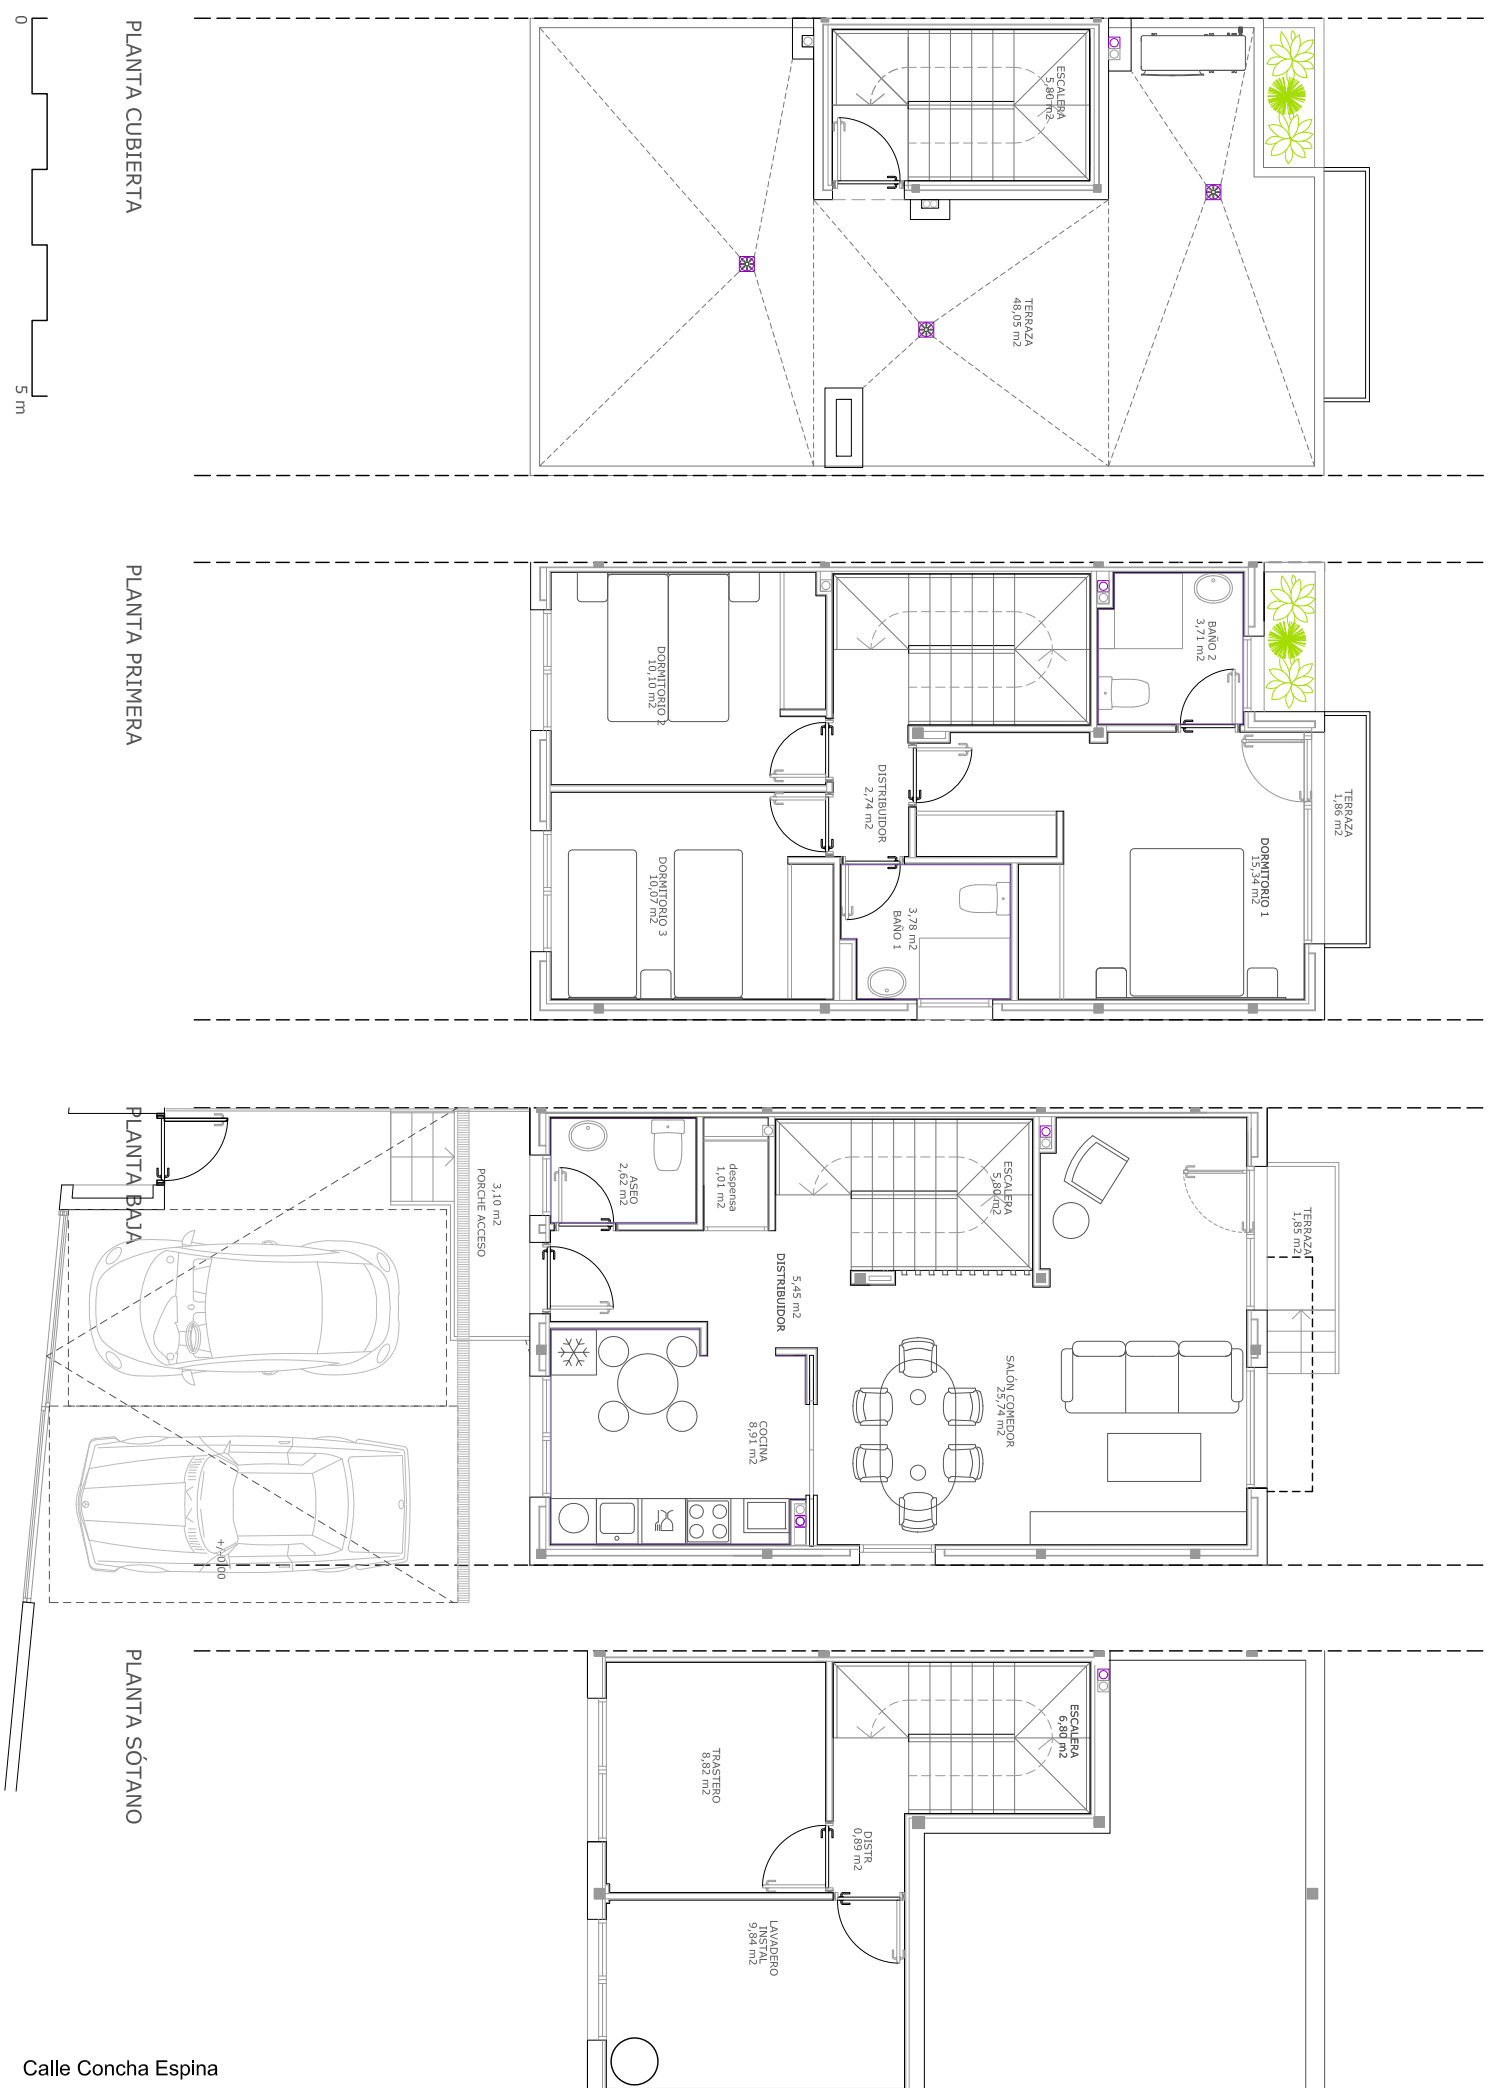 0
5 m
PLANTA CUBIERTA
ESCALERA
5,80 m2
TERRAZA
48,05 m2
PLANTA PRIMERA
DORMITORIO 2
10,10 m2
DORMITORIO 3
10,07 m2
DISTRIBUIDOR
2,74 m2
3,78 m2
BAÑO 1
BAÑO 2
3,71 m2
DORMITORIO 1
15,34 m2
TERRAZA
1,86 m2
PLANTA BAJA
3,10 m2
PORCHE ACCESO
ASEO
2,62 m2
despensa
1,01 m2
5,45 m2
DISTRIBUIDOR
ESCALERA
5,80 m2
COCINA
8,91 m2
SALÓN COMEDOR
25,74 m2
TERRAZA
1,85 m2
+/-0,00
PLANTA SÓTANO
TRASTERO
8,82 m2
DISTR
0,89 m2
ESCALERA
6,80 m2
LAVADERO
INSTAL
9,84 m2
Calle Concha Espina